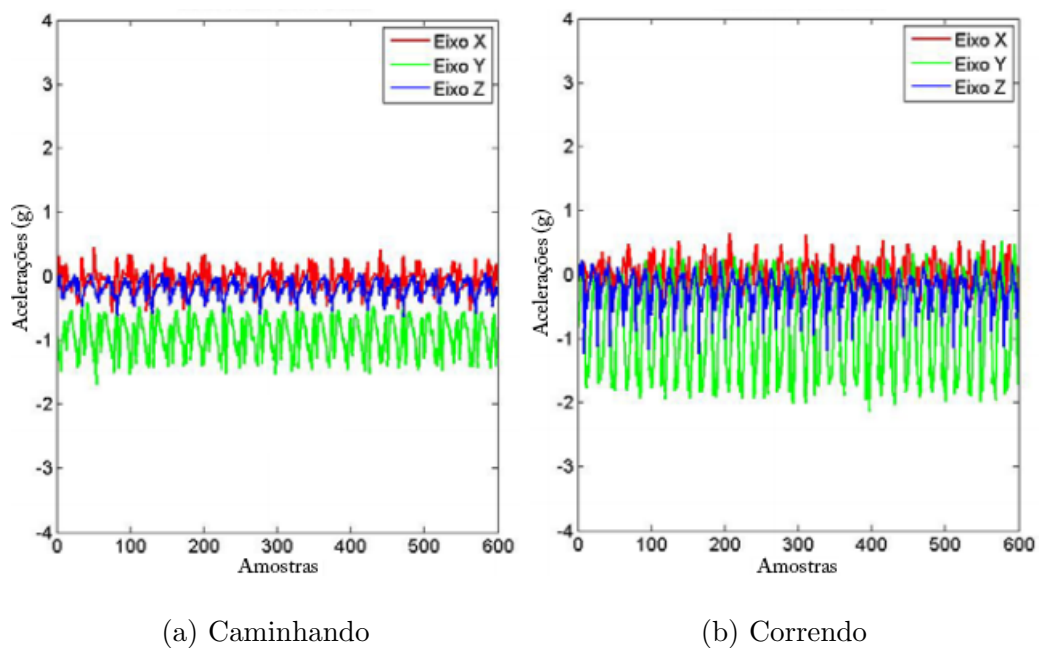 4
3
2
1
0
-1
-2
-3
-4
Acelerações (g)
Eixo X
Eixo Y
Eixo Z
0 100 200 300 400 500 600
Amostras
(a) Caminhando
4
3
2
1
0
-1
-2
-3
-4
Acelerações (g)
Eixo X
Eixo Y
Eixo Z
0 100 200 300 400 500 600
Amostras
(b) Correndo